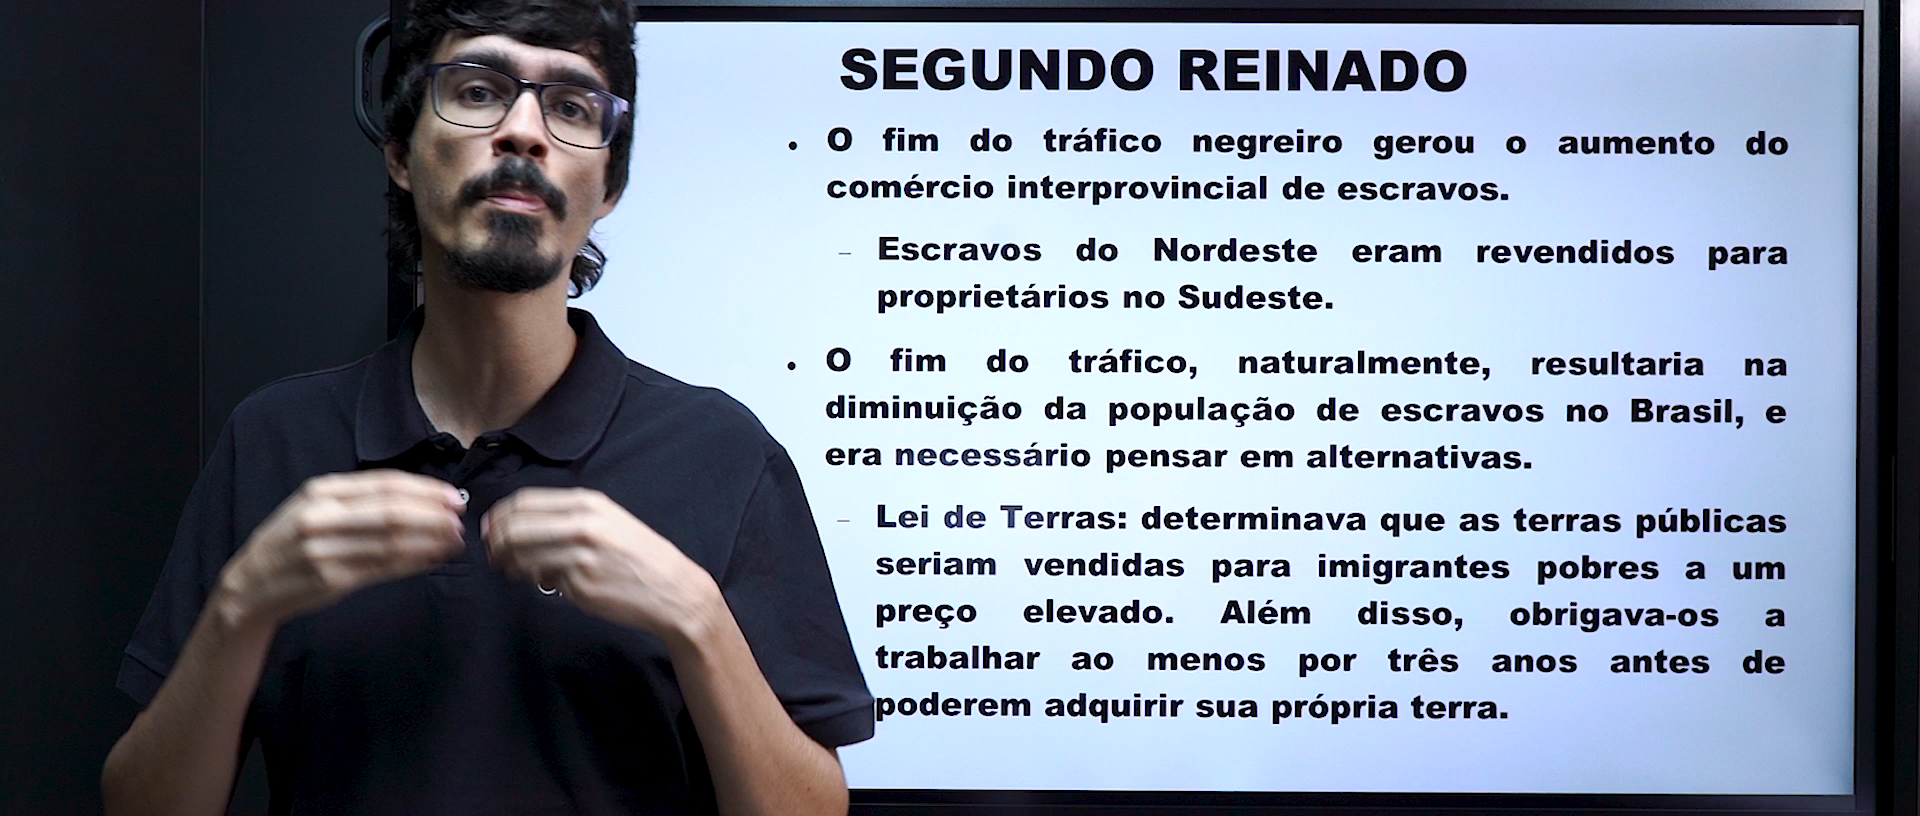 SEGUNDO REINADO
• O fim do tráfico negreiro gerou o aumento do
comércio interprovincial de escravos.
– Escravos do Nordeste eram revendidos para
proprietários no Sudeste.
• O fim do tráfico, naturalmente, resultaria na
diminuição da população de escravos no Brasil, e
era necessário pensar em alternativas.
– Lei de Terras: determinava que as terras públicas
seriam vendidas para imigrantes pobres a um
preço elevado. Além disso, obrigava-os a
trabalhar ao menos por três anos antes de
poderem adquirir sua própria terra.